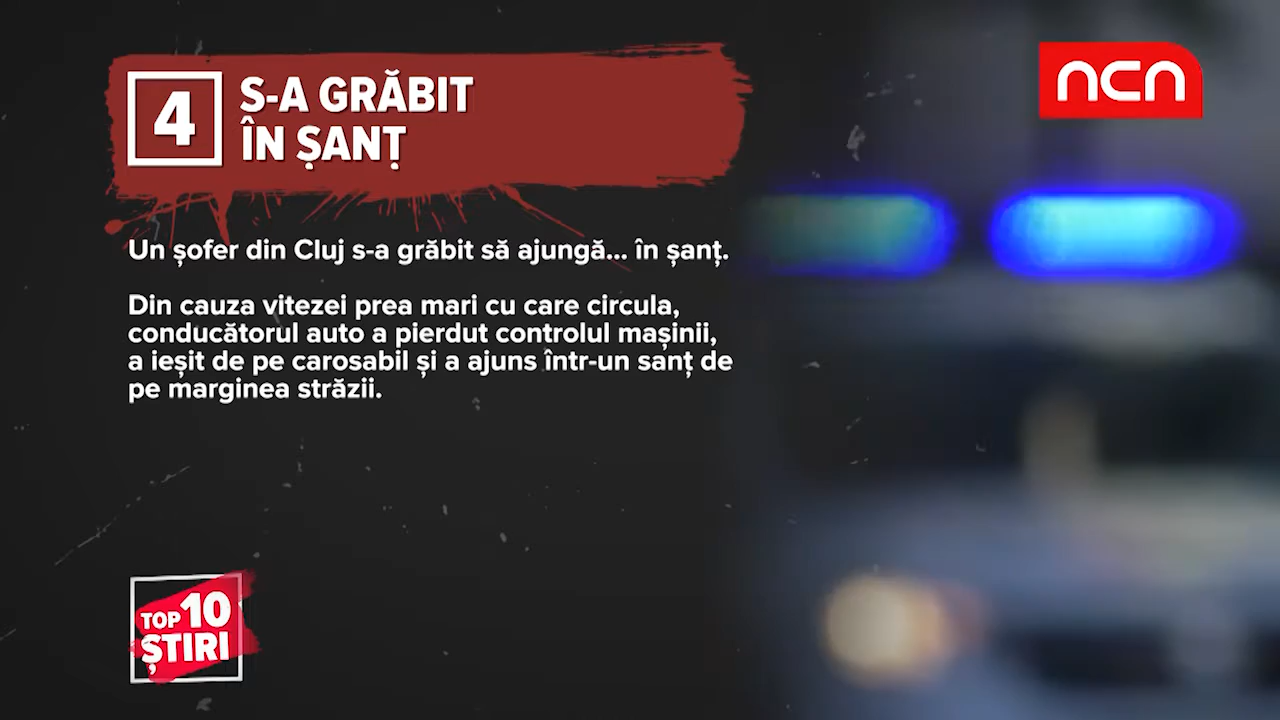 4
S-A GRĂBIT
ÎN ȘANȚ
ncn
Un șofer din Cluj s-a grăbit să ajungă... în șanț.
Din cauza vitezei prea mari cu care circula,
conducătorul auto a pierdut controlul mașinii,
a ieșit de pe carosabil și a ajuns într-un sanț de
pe marginea străzii.
TOP 10
ȘTIRI